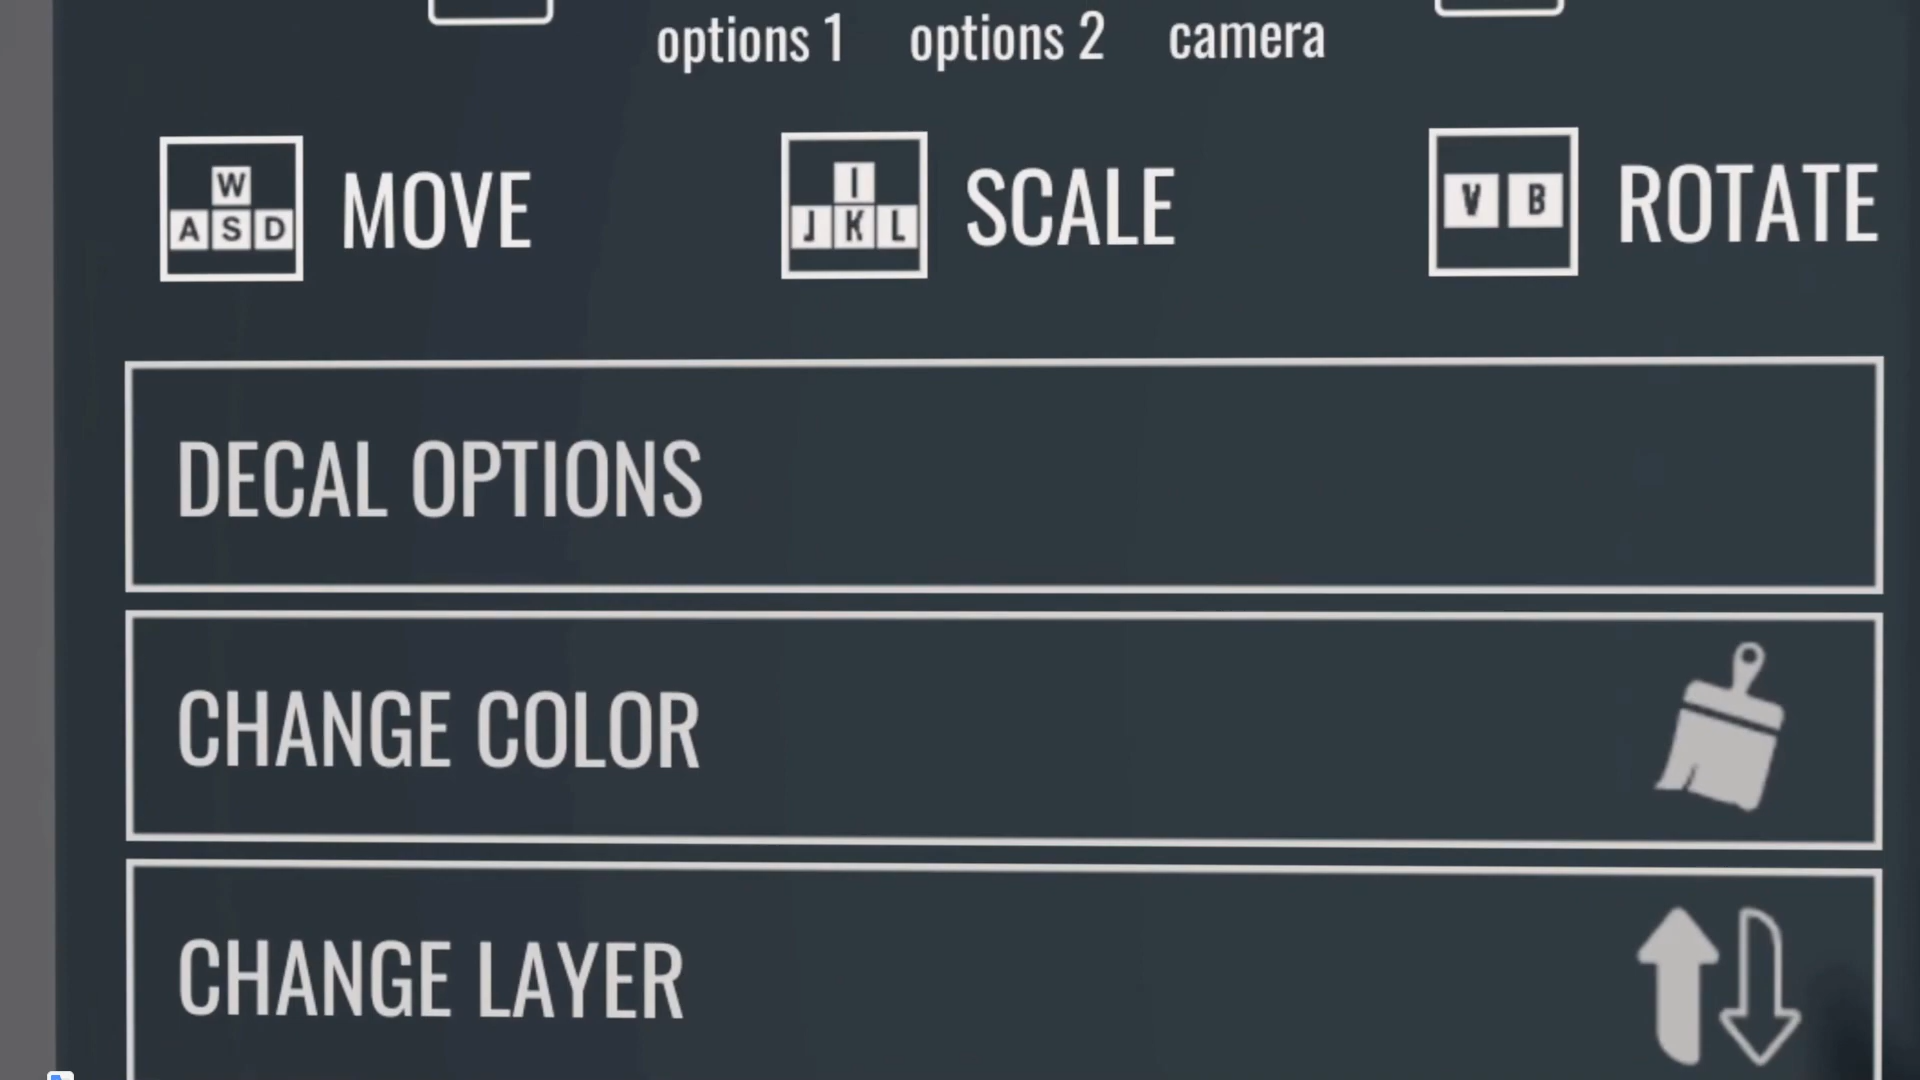 options 1 options 2 camera
W
A S D MOVE
I
J K L SCALE
V B ROTATE
DECAL OPTIONS
CHANGE COLOR
CHANGE LAYER